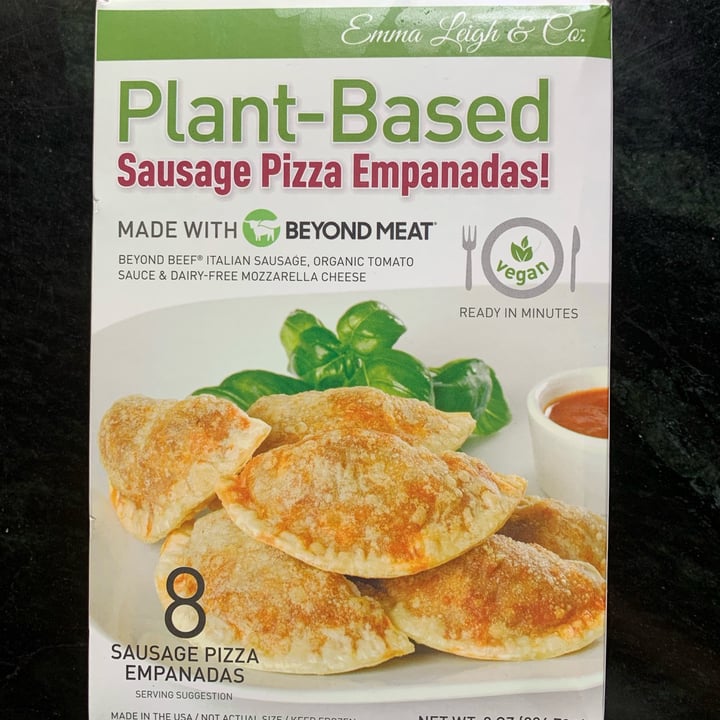 Emma Leigh & Co.
Plant-Based
Sausage Pizza Empanadas!
MADE WITH BEYOND MEAT®
BEYOND BEEF® ITALIAN SAUSAGE, ORGANIC TOMATO
SAUCE & DAIRY-FREE MOZZARELLA CHEESE
vegan
READY IN MINUTES
8
SAUSAGE PIZZA
EMPANADAS
SERVING SUGGESTION
MADE IN THE USA / NOT ACTUAL SIZE / KEEP FROZEN
NET WT.